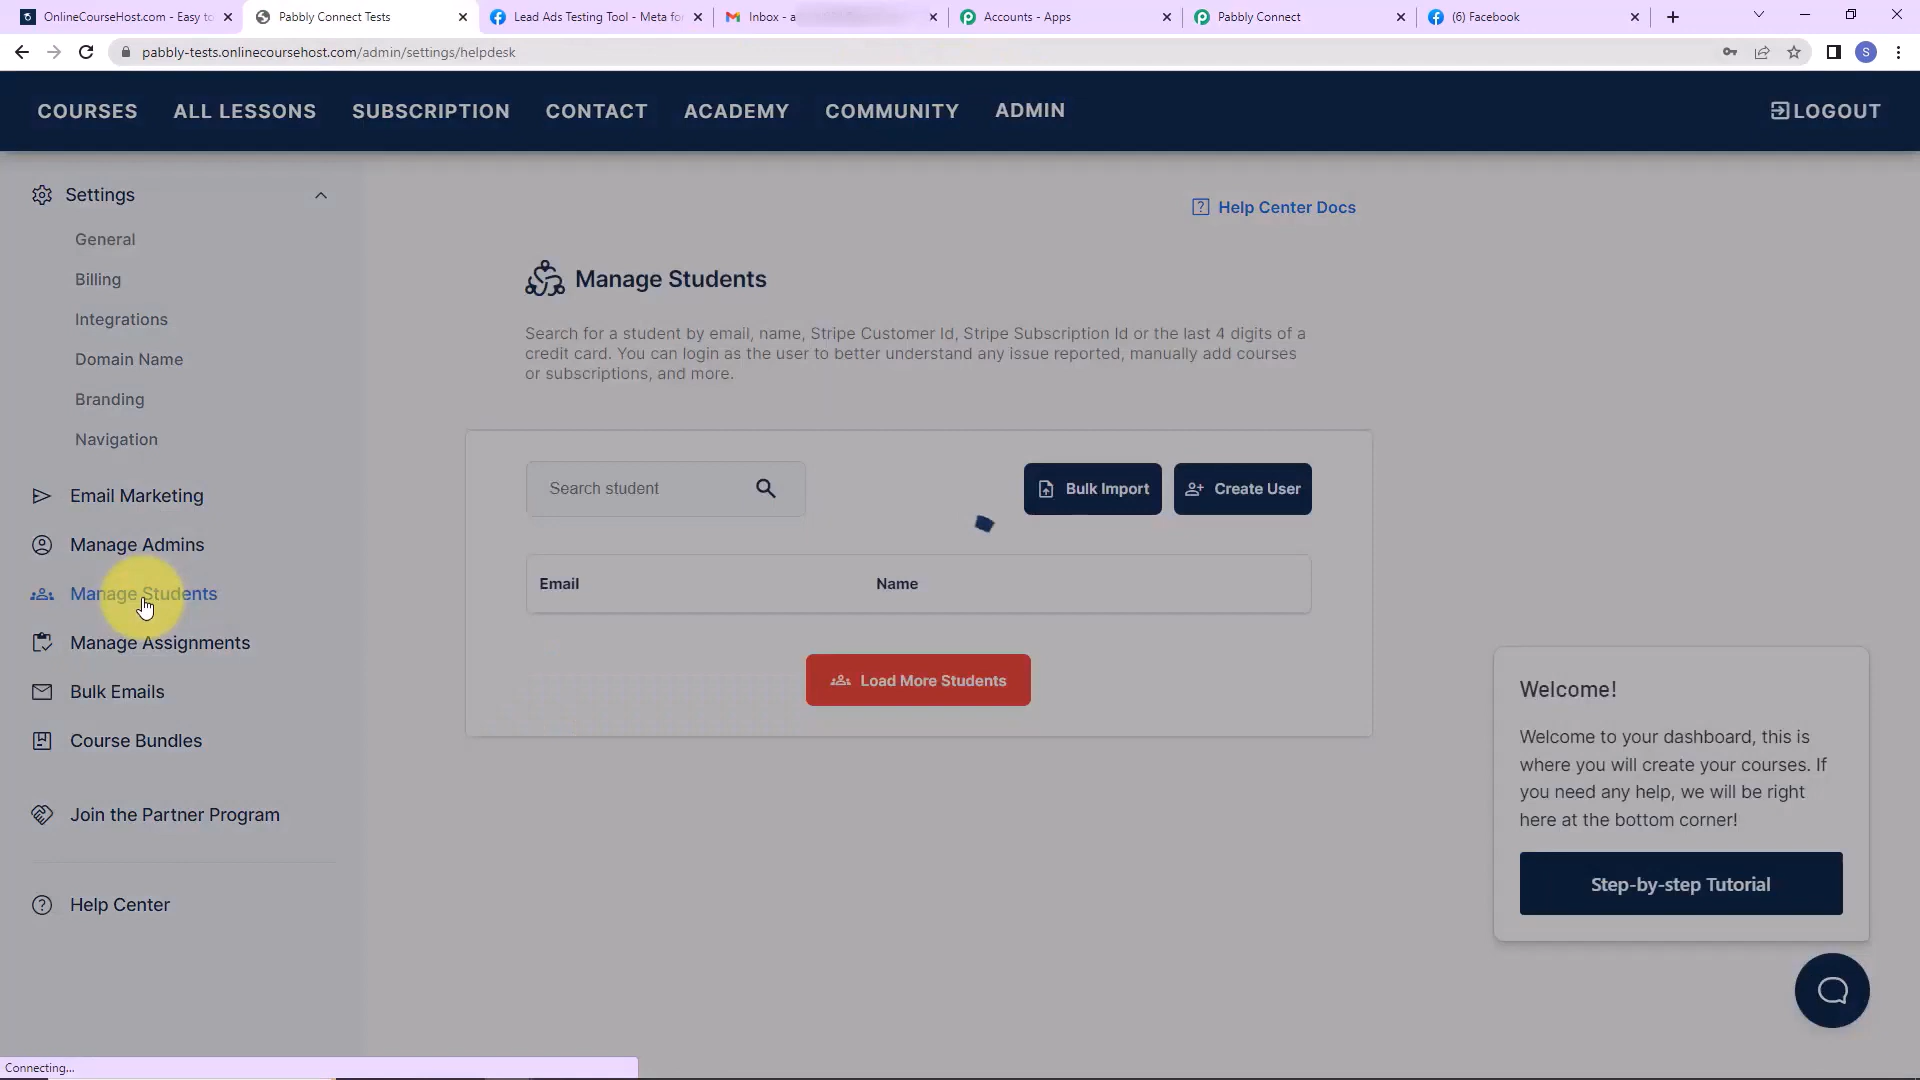 OnlineCourseHost.com - Easy to
Pabbly Connect Tests
Lead Ads Testing Tool - Meta for
Inbox - a
Accounts - Apps
Pabbly Connect
(6) Facebook
pabbly-tests.onlinecoursehost.com/admin/settings/helpdesk
S
COURSES
ALL LESSONS
SUBSCRIPTION
CONTACT
ACADEMY
COMMUNITY
ADMIN
LOGOUT
Settings
General
Billing
Integrations
Domain Name
Branding
Navigation
Email Marketing
Manage Admins
Manage Students
Manage Assignments
Bulk Emails
Course Bundles
Join the Partner Program
Help Center
Help Center Docs
Manage Students
Search for a student by email, name, Stripe Customer Id, Stripe Subscription Id or the last 4 digits of a
credit card. You can login as the user to better understand any issue reported, manually add courses
or subscriptions, and more.
Search student
Bulk Import
Create User
Email
Name
Load More Students
Welcome!
Welcome to your dashboard, this is
where you will create your courses. If
you need any help, we will be right
here at the bottom corner!
Step-by-step Tutorial
Connecting...